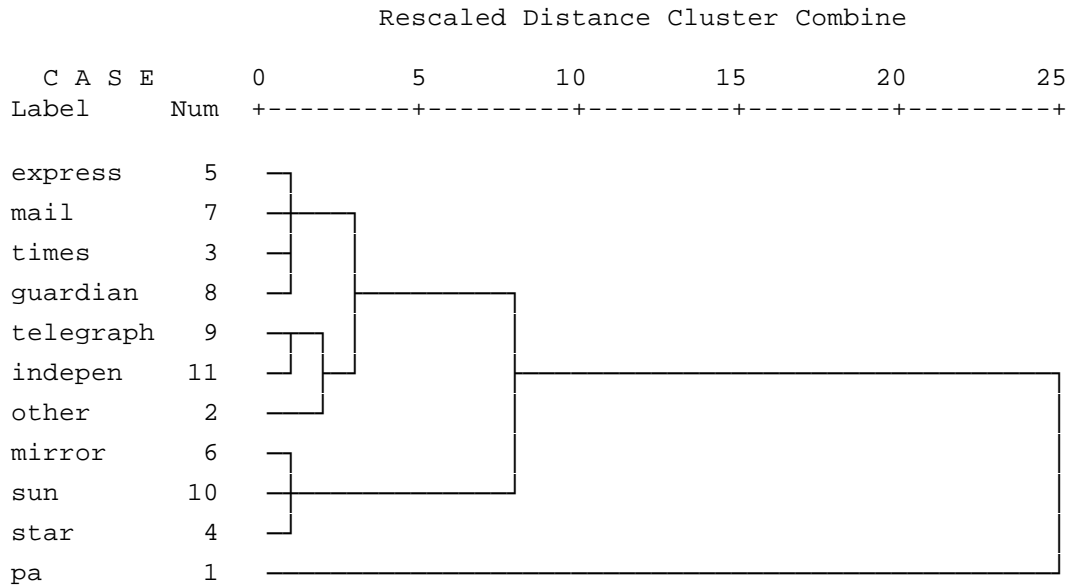 Rescaled Distance Cluster Combine
C A S E 0 5 10 15 20 25
Label Num +---------+---------+---------+---------+---------+
express 5
mail 7
times 3
guardian 8
telegraph 9
indepen 11
other 2
mirror 6
sun 10
star 4
pa 1